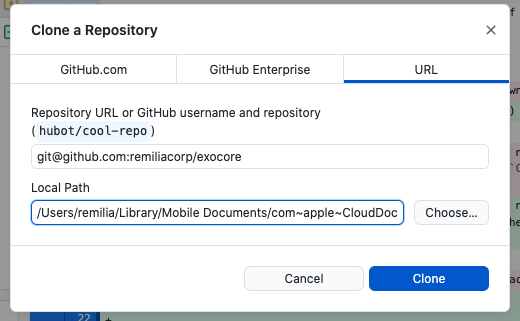 Clone a Repository
GitHub.com
GitHub Enterprise
URL
Repository URL or GitHub username and repository
(hubot/cool-repo)
git@github.com:remiliacorp/exocore
Local Path
/Users/remilia/Library/Mobile Documents/com~apple~CloudDoc
Choose...
Cancel
Clone
22 +